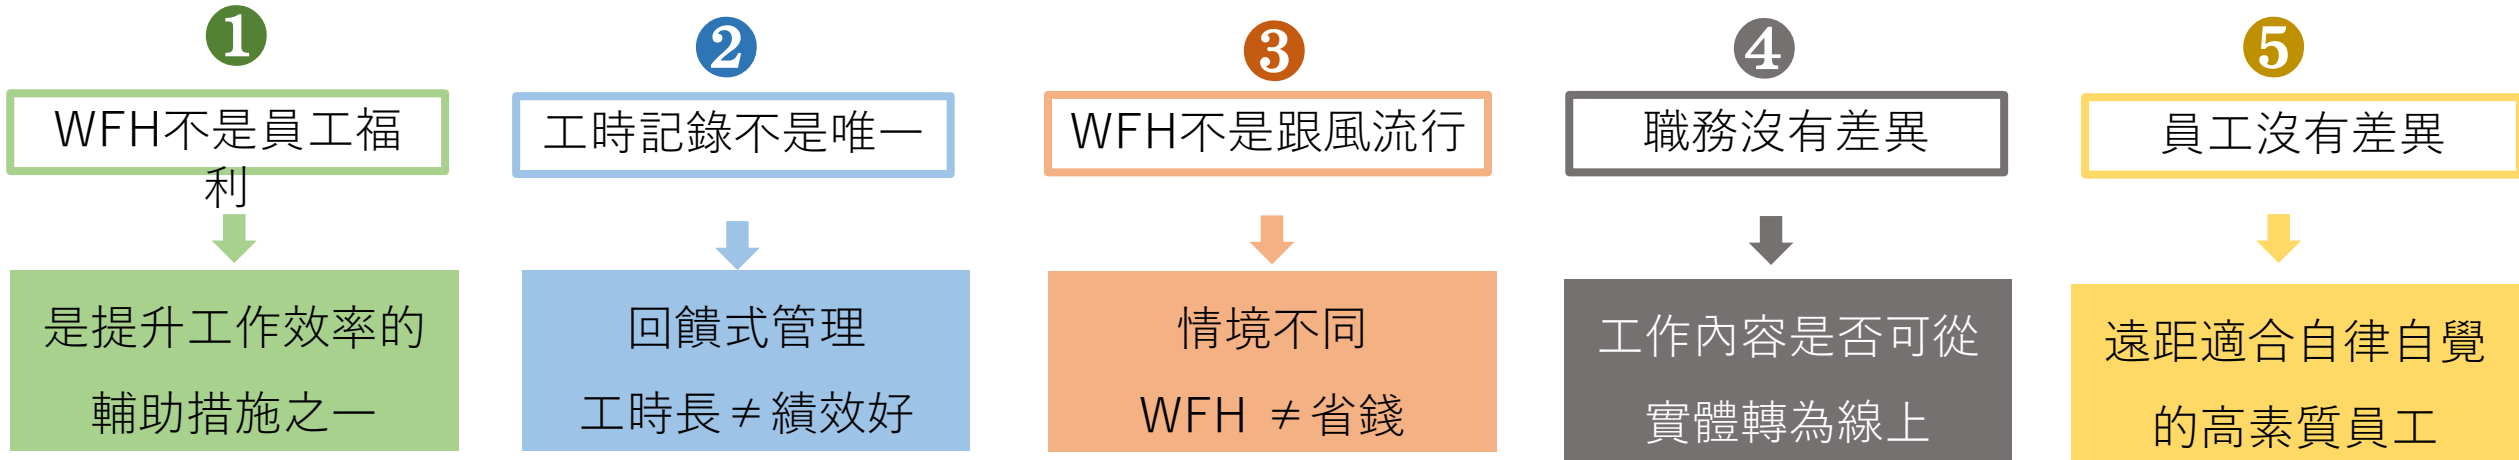 ❶
WFH不是員工福
利
是提升工作效率的
輔助措施之一
❷
工時記錄不是唯一
回饋式管理
工時長≠績效好
❸
WFH不是跟風流行
情境不同
WFH ≠省錢
❹
職務沒有差異
工作內容是否可從
實體轉為線上
❺
員工沒有差異
遠距適合自律自覺
的高素質員工